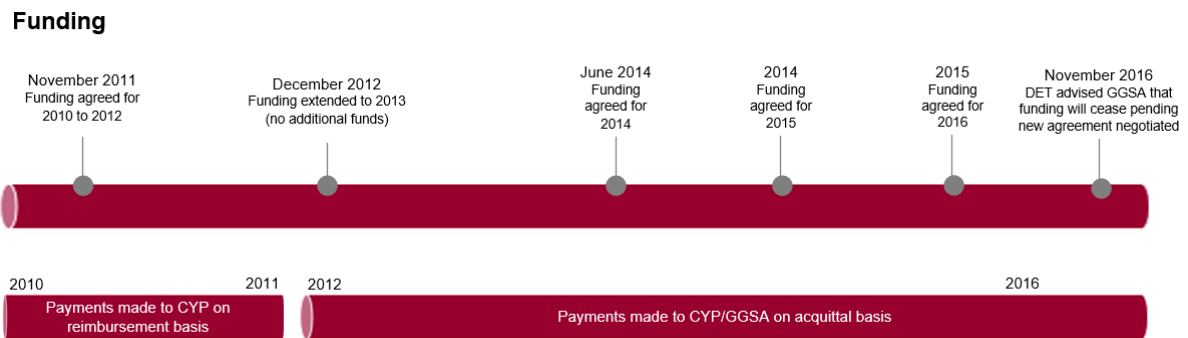 Funding
November 2011
Funding agreed for
2010 to 2012
December 2012
Funding extended to 2013
(no additional funds)
June 2014
Funding
agreed for
2014
2014
Funding
agreed for
2015
2015
Funding
agreed for
2016
November 2016
DET advised GGSA that
funding will cease pending
new agreement negotiated
2010
2011
Payments made to CYP on
reimbursement basis
2012
2016
Payments made to CYP/GGSA on acquittal basis